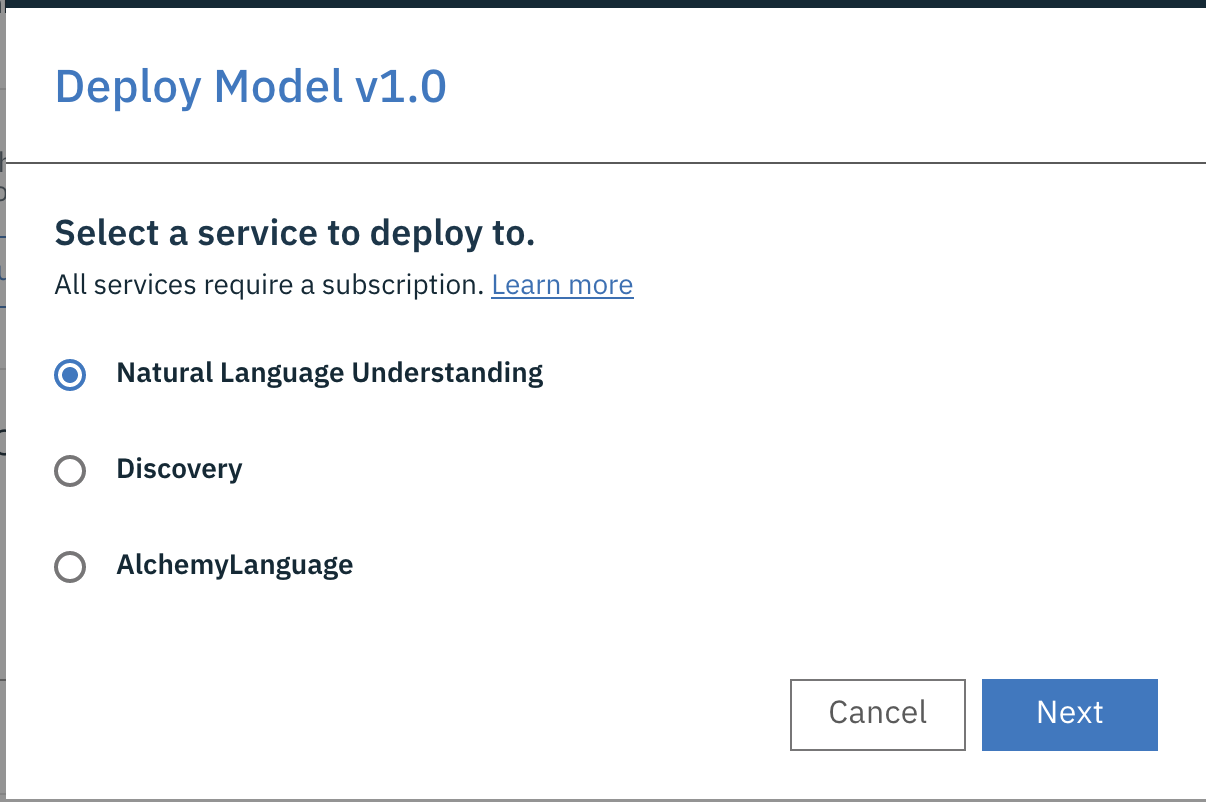 Deploy Model v1.0
Select a service to deploy to.
All services require a subscription. Learn more
Natural Language Understanding
Discovery
AlchemyLanguage
Cancel Next